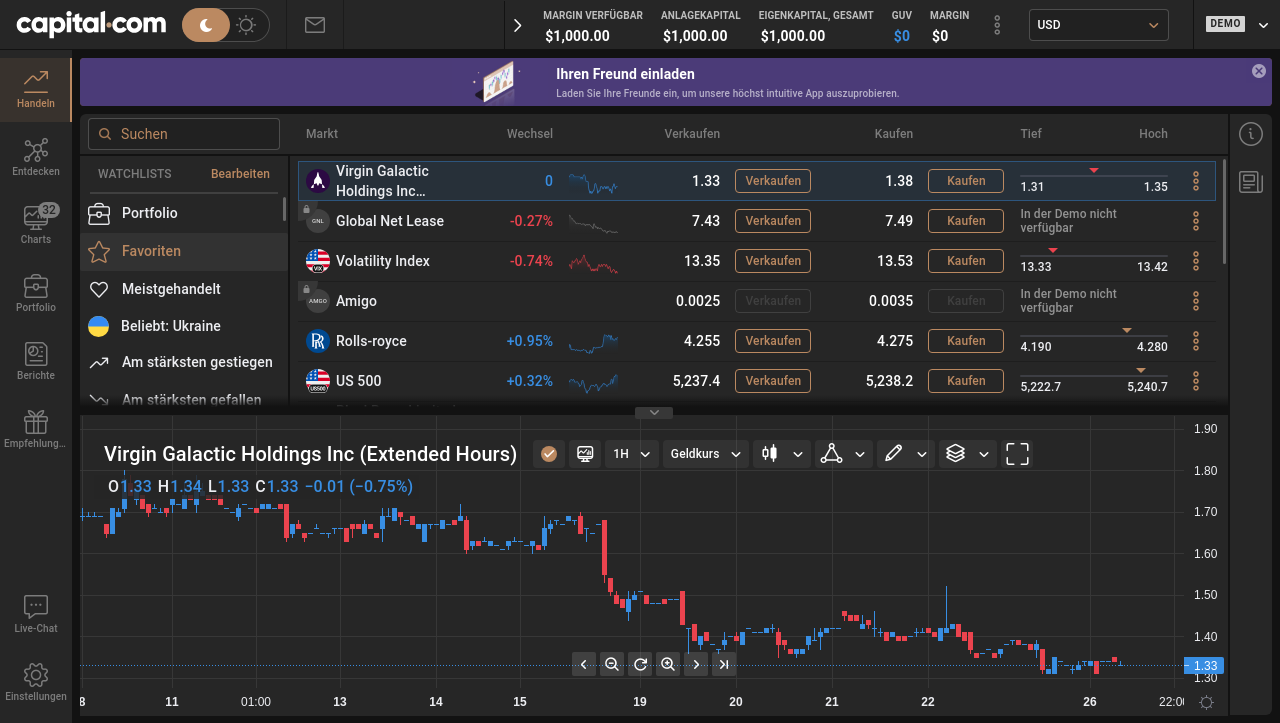 capital.com
MARGIN VERFÜGBAR
$1,000.00
ANLAGEKAPITAL
$1,000.00
EIGENKAPITAL, GESAMT
$1,000.00
GUV
$0
MARGIN
$0
USD
DEMO
Handeln
Entdecken
32
Charts
Portfolio
Berichte
Empfehlung...
Live-Chat
Einstellungen
Ihren Freund einladen
Laden Sie Ihre Freunde ein, um unsere höchst intuitive App auszuprobieren.
Suchen
WATCHLISTS Bearbeiten
Portfolio
Favoriten
Meistgehandelt
Beliebt: Ukraine
Am stärksten gestiegen
Am stärksten gefallen
Markt Wechsel Verkaufen Kaufen Tief Hoch
Virgin Galactic
Holdings Inc... 0 1.33 Verkaufen 1.38 Kaufen 1.31 1.35
GNL Global Net Lease -0.27% 7.43 Verkaufen 7.49 Kaufen In der Demo nicht
verfügbar
VIX Volatility Index -0.74% 13.35 Verkaufen 13.53 Kaufen 13.33 13.42
AMGO Amigo 0.0025 Verkaufen 0.0035 Kaufen In der Demo nicht
verfügbar
Rolls-royce +0.95% 4.255 Verkaufen 4.275 Kaufen 4.190 4.280
US500 US 500 +0.32% 5,237.4 Verkaufen 5,238.2 Kaufen 5,222.7 5,240.7
Virgin Galactic Holdings Inc (Extended Hours) 1H Geldkurs
O1.33 H1.34 L1.33 C1.33 −0.01 (−0.75%)
1.90
1.80
1.70
1.60
1.50
1.40
1.33
1.30
8 11 01:00 13 14 15 19 20 21 22 26 22:00